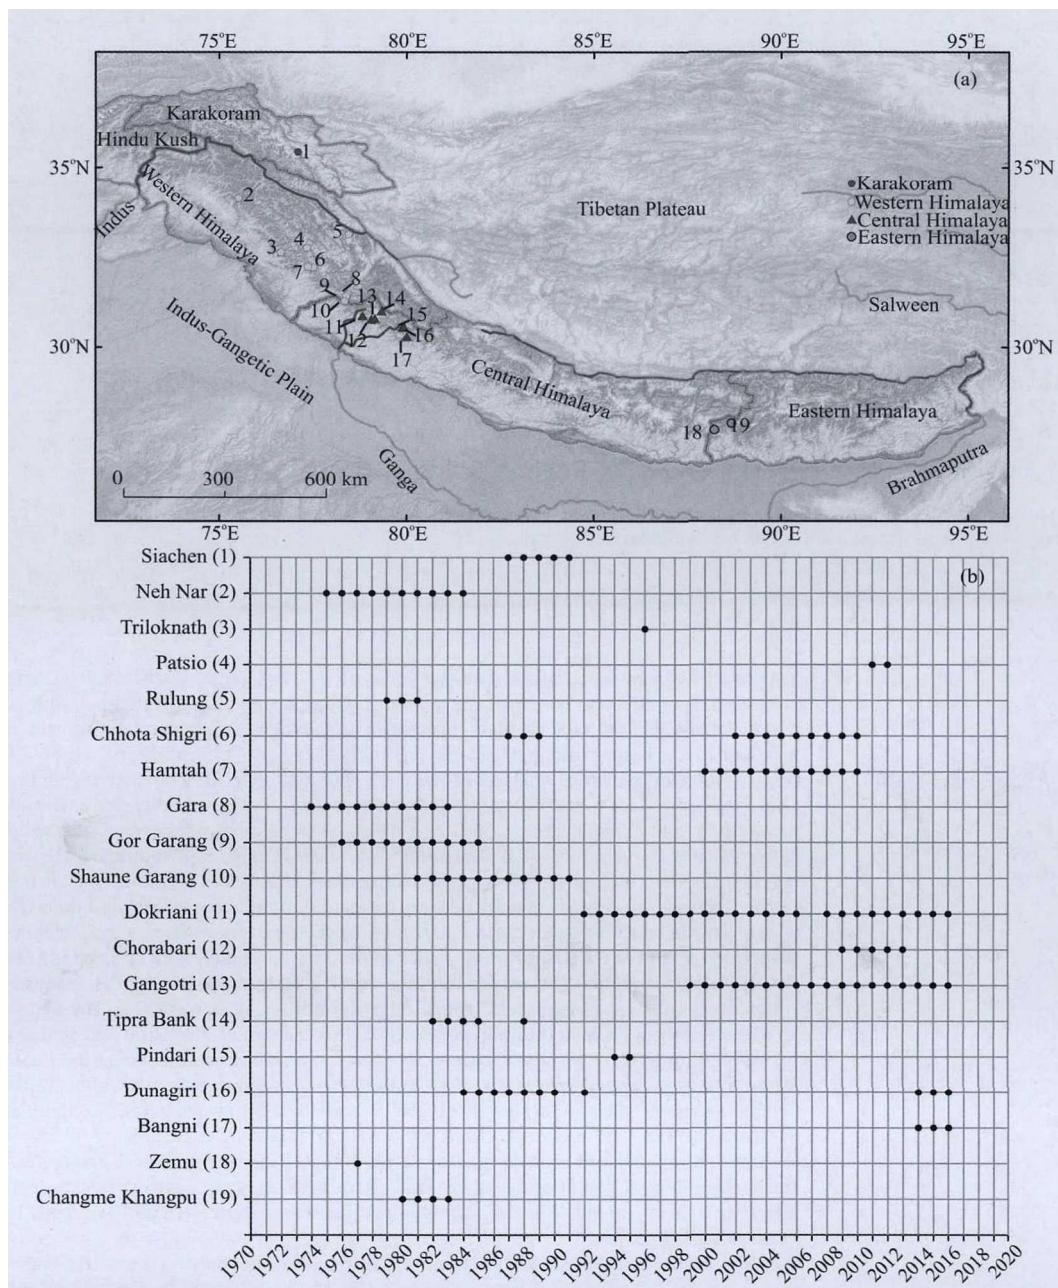 75°E 80°E 85°E 90°E 95°E
(a)
Karakoram
Hindu Kush
1
35°N
35°N
Western Himalaya
2
Karakoram
Western Himalaya
Central Himalaya
Eastern Himalaya
Tibetan Plateau
Indus
5
3 4
6
7
8
9
13 14
10
Salween
11
15
12
16
30°N
30°N
17
Indus-Gangetic Plain
Central Himalaya
Eastern Himalaya
18
9
Ganga
Brahmaputra
0 300 600 km
75°E 80°E 85°E 90°E 95°E
Siachen (1)
(b)
Neh Nar (2)
Triloknath (3)
Patsio (4)
Rulung (5)
Chhota Shigri (6)
Hamtah (7)
Gara (8)
Gor Garang (9)
Shaune Garang (10)
Dokriani (11)
Chorabari (12)
Gangotri (13)
Tipra Bank (14)
Pindari (15)
Dunagiri (16)
Bangni (17)
Zemu (18)
Changme Khangpu (19)
1970 1972 1974 1976 1978 1980 1982 1984 1986 1988 1990 1992 1994 1996 1998 2000 2002 2004 2006 2008 2010 2012 2014 2016 2018 2020